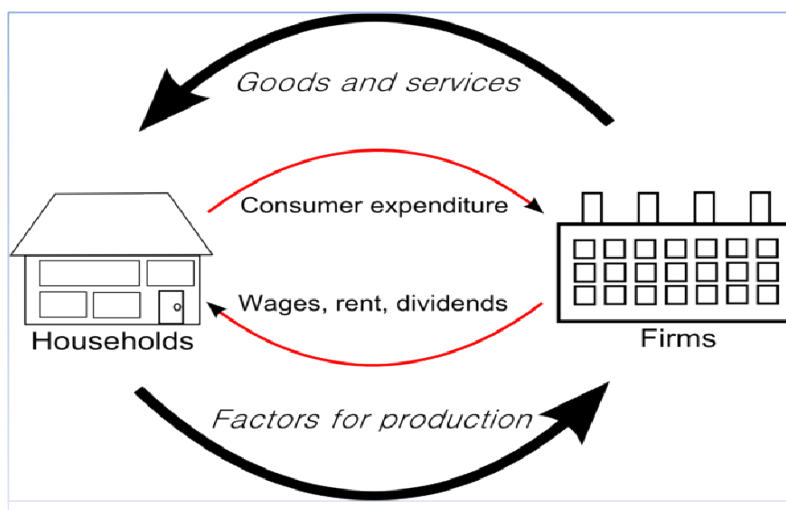 Goods and services
Consumer expenditure
Wages, rent, dividends
Households
Firms
Factors for production